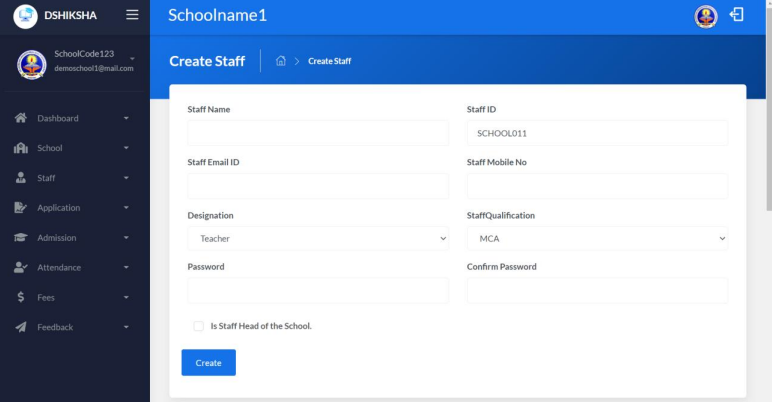 DSHIKSHA
Schoolname1
SchoolCode123
demoschool1@mail.com
Dashboard
School
Staff
Application
Admission
Attendance
Fees
Feedback
Create Staff
> Create Staff
Staff Name
Staff ID
SCHOOL011
Staff Email ID
Staff Mobile No
Designation
StaffQualification
Teacher
MCA
Password
Confirm Password
Is Staff Head of the School.
Create